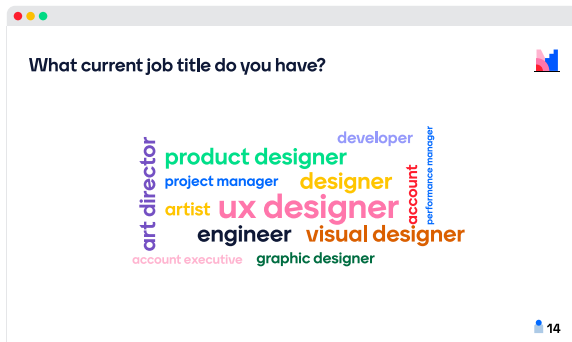 What current job title do you have?
developer
product designer
art director
project manager
designer
account
performance manager
artist
ux designer
engineer
visual designer
account executive
graphic designer
14